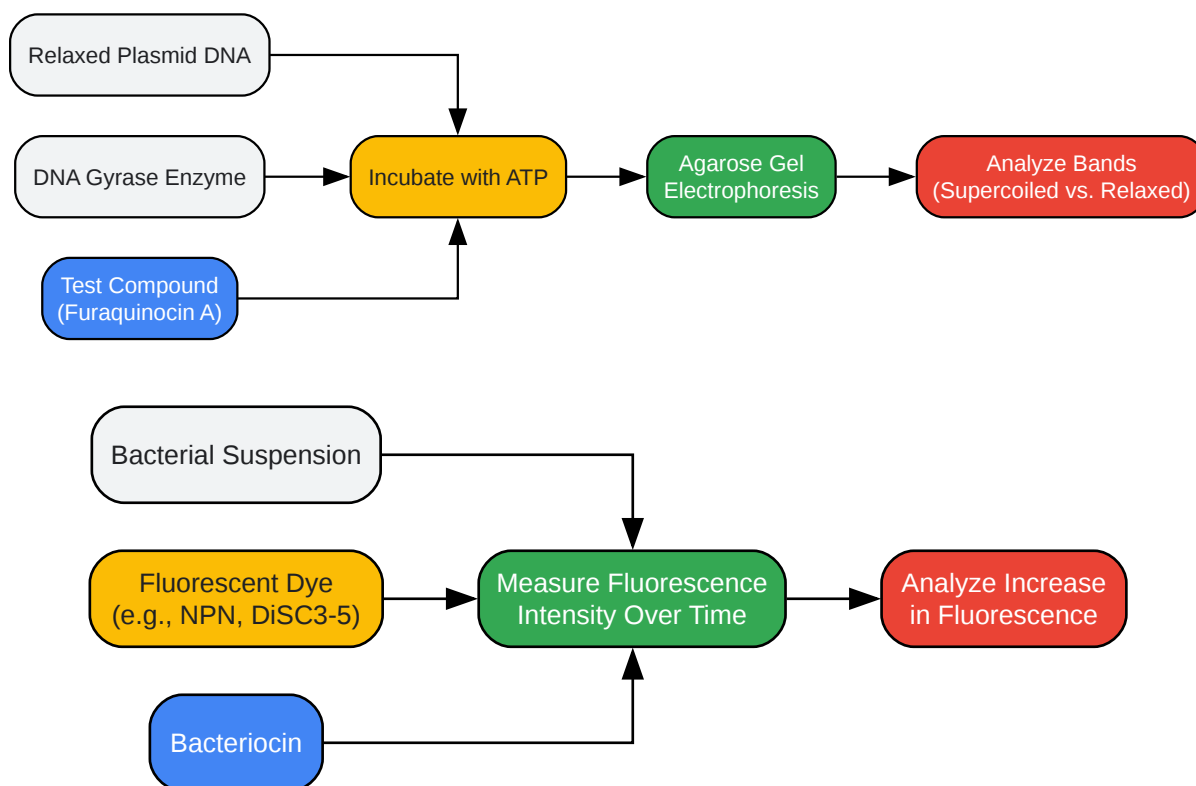 Relaxed Plasmid DNA
DNA Gyrase Enzyme
Incubate with ATP
Agarose Gel
Electrophoresis
Analyze Bands
(Supercoiled vs. Relaxed)
Test Compound
(Furaquinocin A)
Bacterial Suspension
Fluorescent Dye
(e.g., NPN, DiSC3-5)
Measure Fluorescence
Intensity Over Time
Analyze Increase
in Fluorescence
Bacteriocin